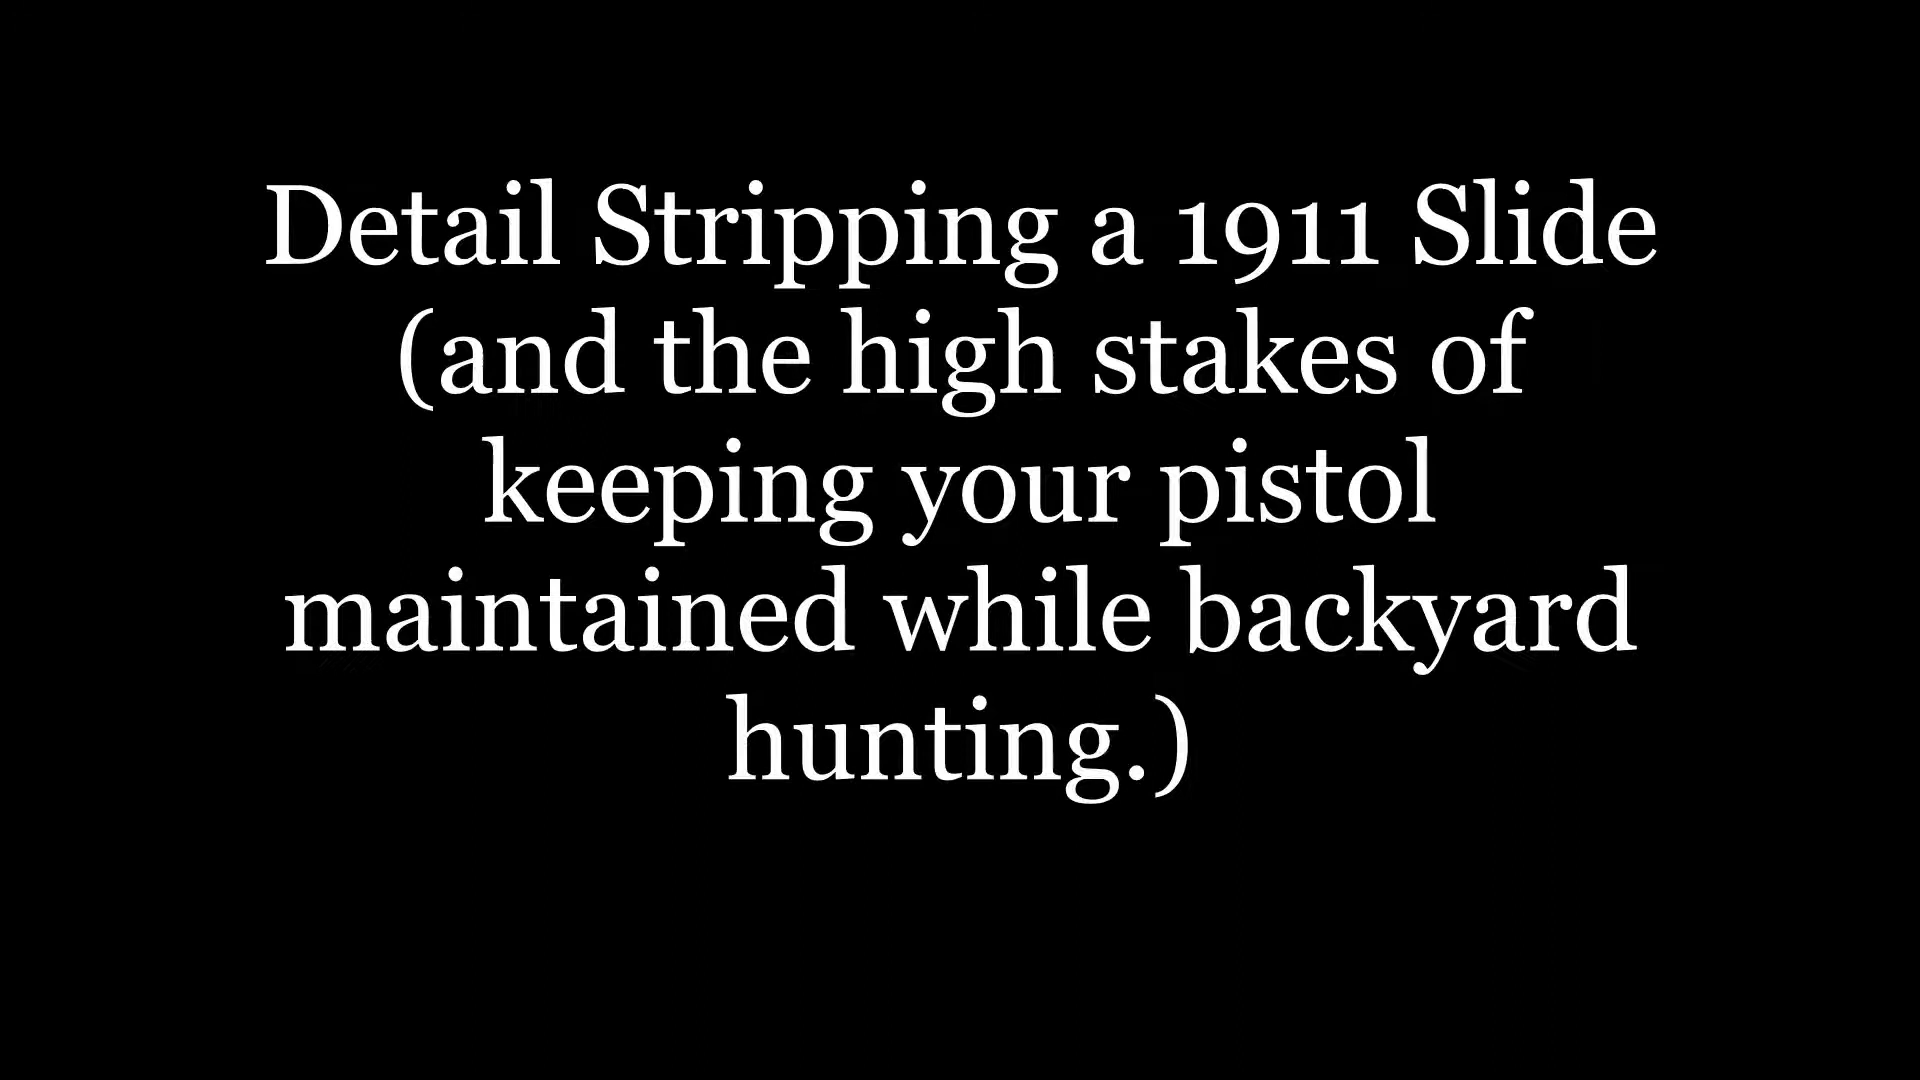 Detail Stripping a 1911 Slide
(and the high stakes of
keeping your pistol
maintained while backyard
hunting.)